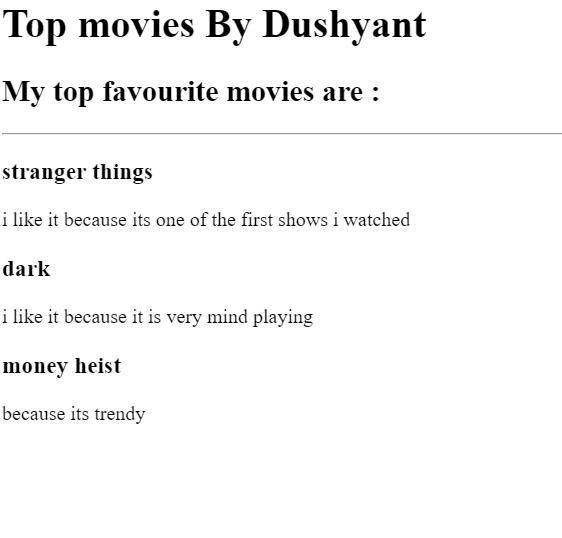 Top movies By Dushyant
My top favourite movies are :
stranger things
i like it because its one of the first shows i watched
dark
i like it because it is very mind playing
money heist
because its trendy